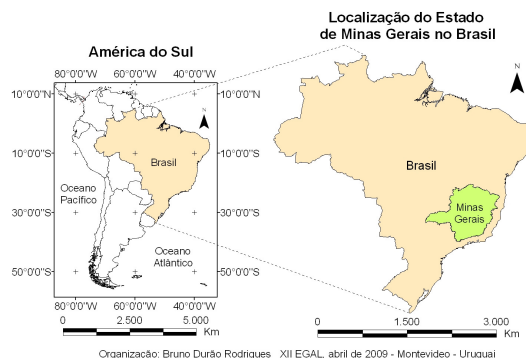 América do Sul
80°0'0"W 60°0'0"W 40°0'0"W
10°0'0"N 10°0'0"N
N
10°0'0"S 10°0'0"S
Brasil
Oceano
Pacífico
30°0'0"S 30°0'0"S
Oceano
Atlântico
50°0'0"S 50°0'0"S
80°0'0"W 60°0'0"W 40°0'0"W
0 2.500 5.000
Km
Localização do Estado
de Minas Gerais no Brasil
N
Brasil
Minas
Gerais
0 1.500 3.000
Km
Organização: Bruno Durão Rodrigues XII EGAL, abril de 2009 - Montevideo - Uruguai